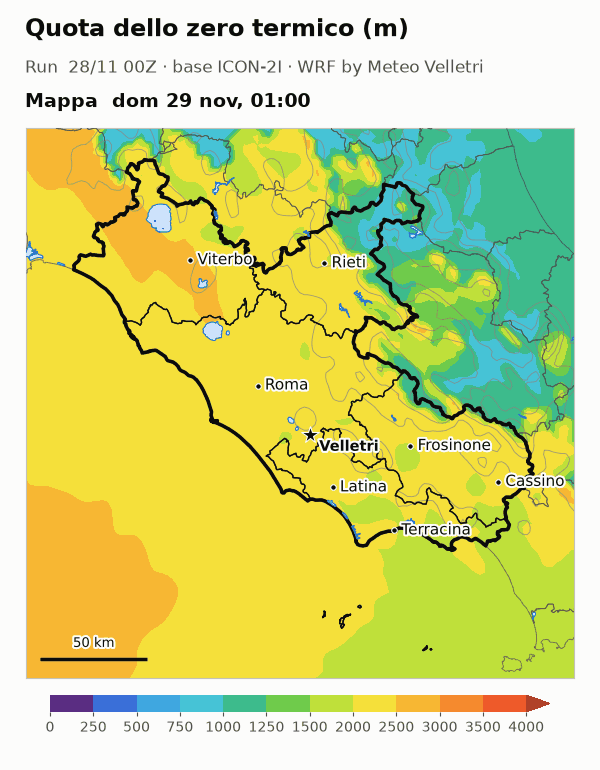 Quota dello zero termico (m)
Run  28/11 00Z · base ICON-2I · WRF by Meteo Velletri
Mappa  dom 29 nov, 01:00
Viterbo
Rieti
Roma
Velletri
Frosinone
Cassino
Latina
Terracina
50 km
0 250 500 750 1000 1250 1500 2000 2500 3000 3500 4000